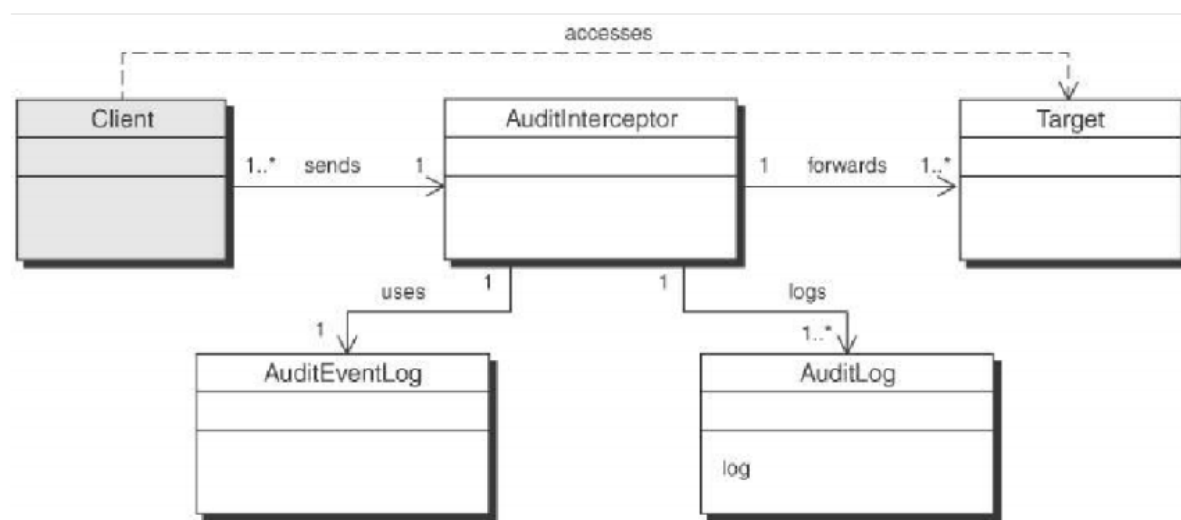 accesses
Client
AuditInterceptor
Target
1..* sends 1
1 forwards 1..*
uses 1
1 logs
1
1..*
AuditEventLog
AuditLog
log